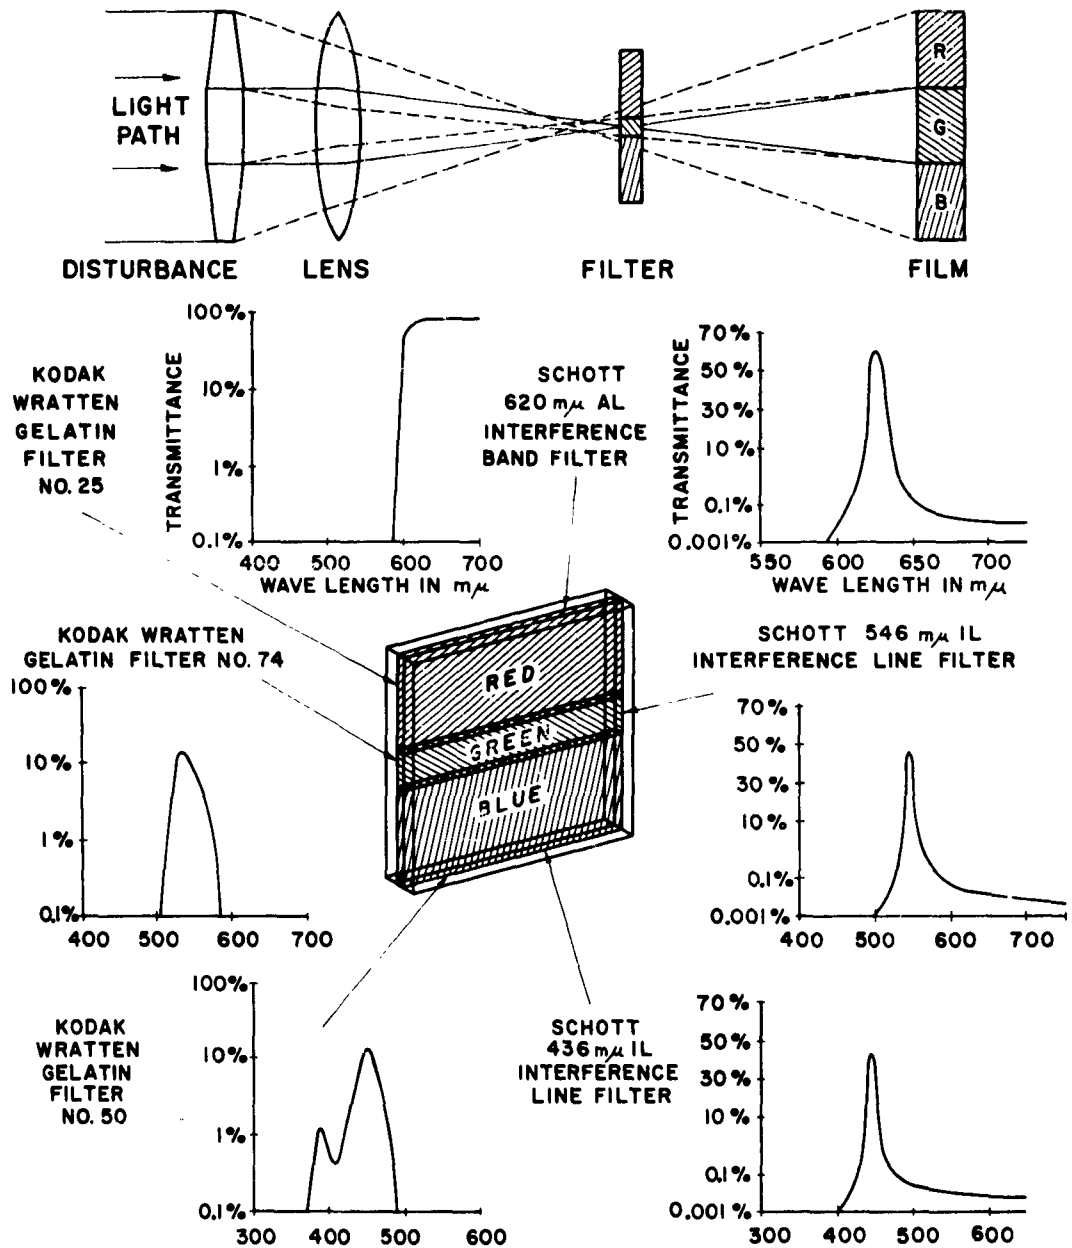 LIGHT
PATH
R
G
B
DISTURBANCE
LENS
FILTER
FILM
KODAK
WRATTEN
GELATIN
FILTER
NO. 25
TRANSMITTANCE
100%
10%
1%
0.1%
400 500 600 700
WAVE LENGTH IN mμ
SCHOTT
620 mμ AL
INTERFERENCE
BAND FILTER
TRANSMITTANCE
70%
50%
30%
10%
0.1%
0.001%
550 600 650 700
WAVE LENGTH IN mμ
KODAK WRATTEN
GELATIN FILTER NO. 74
100%
10%
1%
0.1%
400 500 600 700
RED
GREEN
BLUE
SCHOTT 546 mμ IL
INTERFERENCE LINE FILTER
70%
50%
30%
10%
0.1%
0.001%
400 500 600 700
KODAK
WRATTEN
GELATIN
FILTER
NO. 50
100%
10%
1%
0.1%
300 400 500 600
SCHOTT
436 mμ IL
INTERFERENCE
LINE FILTER
70%
50%
30%
10%
0.1%
0.001%
300 400 500 600